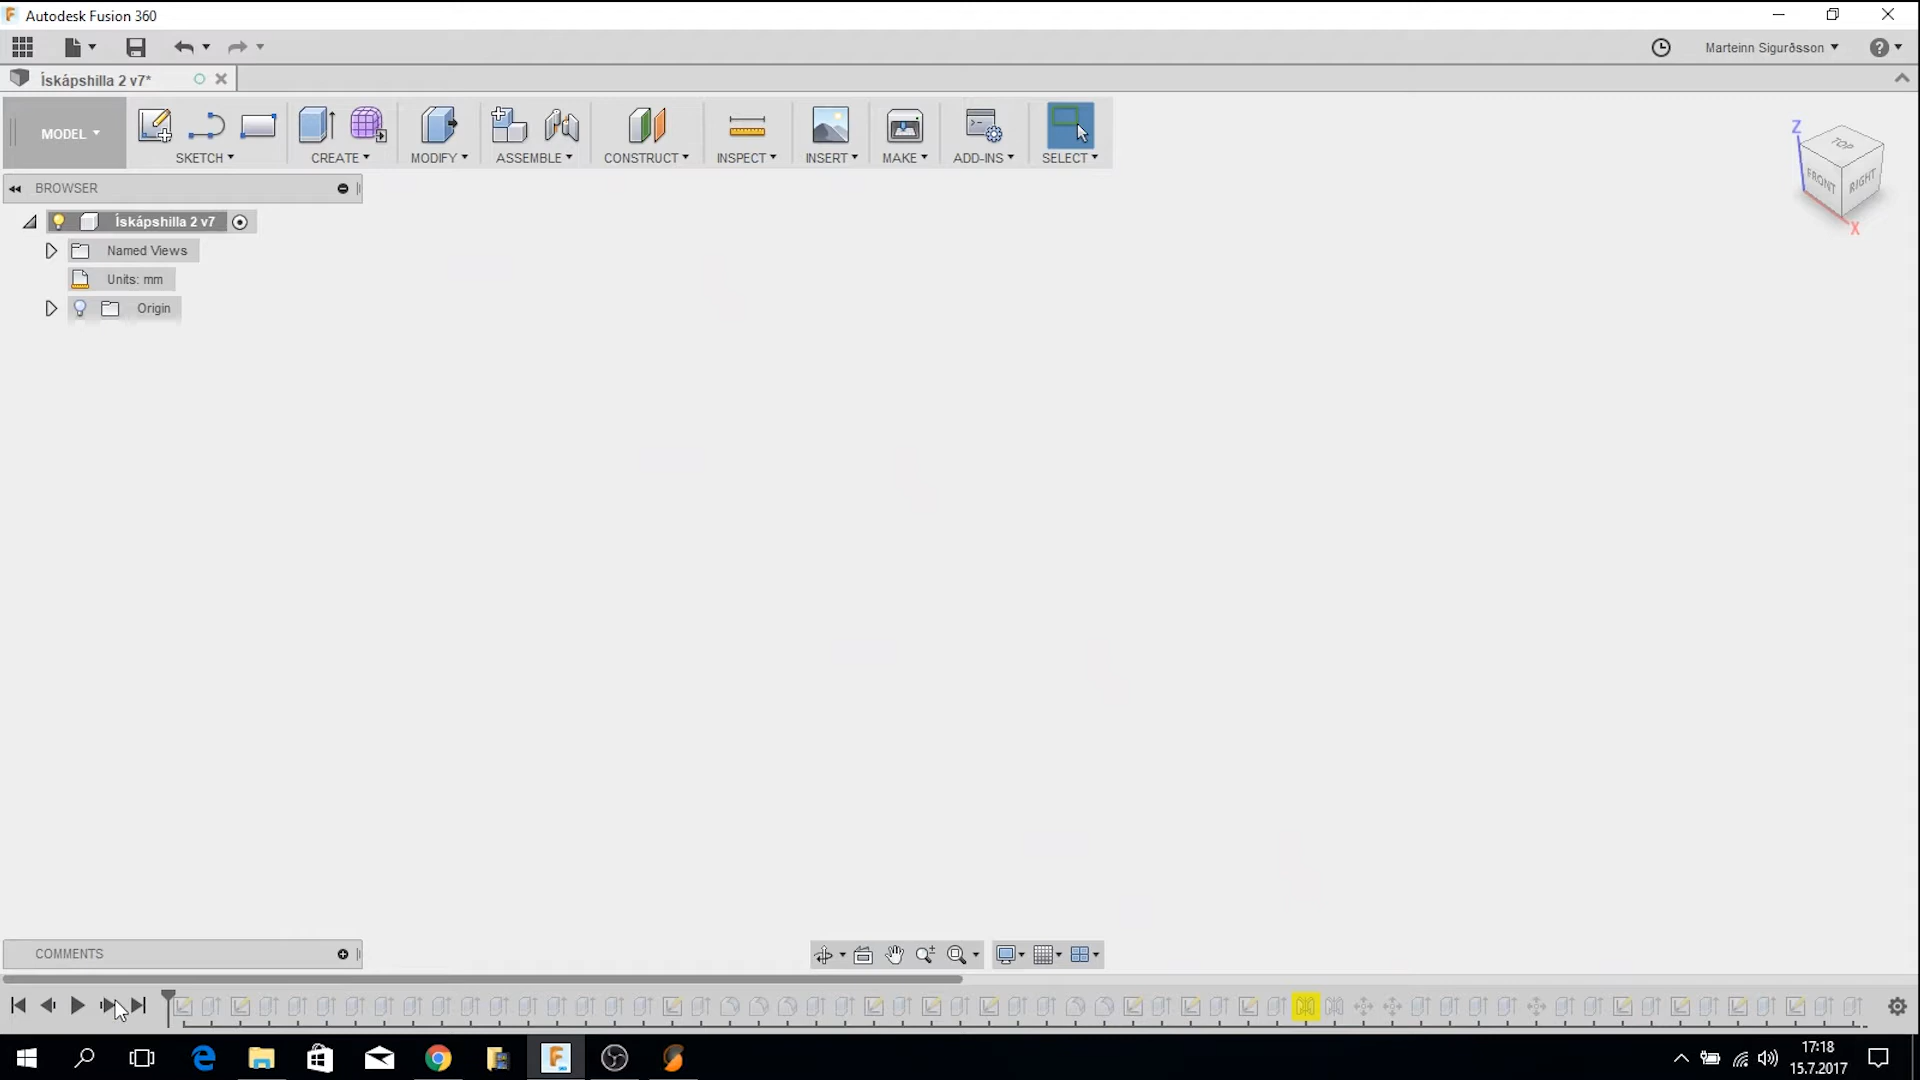 Autodesk Fusion 360
Marteinn Sigurðsson
Ískápshilla 2 v7*
MODEL
SKETCH
CREATE
MODIFY
ASSEMBLE
CONSTRUCT
INSPECT
INSERT
MAKE
ADD-INS
SELECT
Z
TOP
FRONT
RIGHT
X
BROWSER
Ískápshilla 2 v7
Named Views
Units: mm
Origin
COMMENTS
17:18
15.7.2017